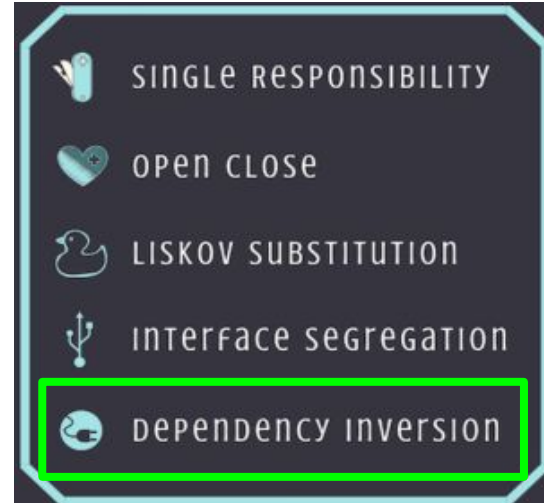 SINGLE RESPONSIBILITY
OPEN CLOSE
LISKOV SUBSTITUTION
INTERFACE SEGREGATION
DEPENDENCY INVERSION